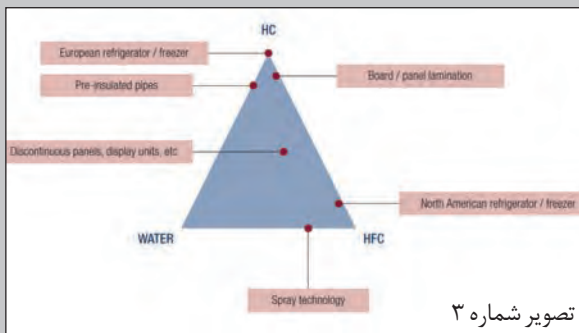 HC
European refrigerator / freezer
Board / panel lamination
Pre-insulated pipes
Discontinuous panels, display units, etc
North American refrigerator / freezer
WATER
HFC
Spray technology
تصویر شماره ۳